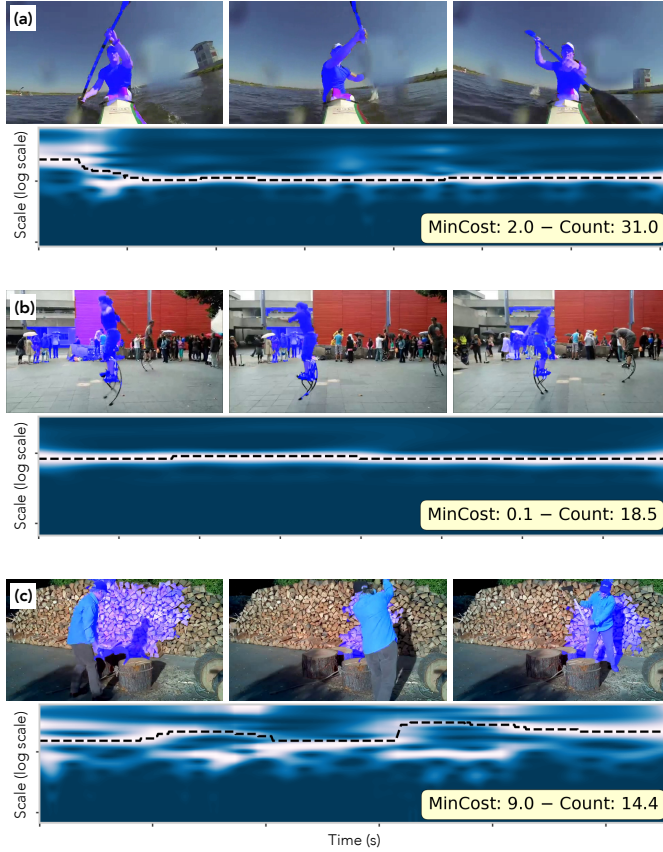 (a)
Scale (log scale)
MinCost: 2.0 − Count: 31.0
(b)
Scale (log scale)
MinCost: 0.1 − Count: 18.5
(c)
Scale (log scale)
MinCost: 9.0 − Count: 14.4
Time (s)